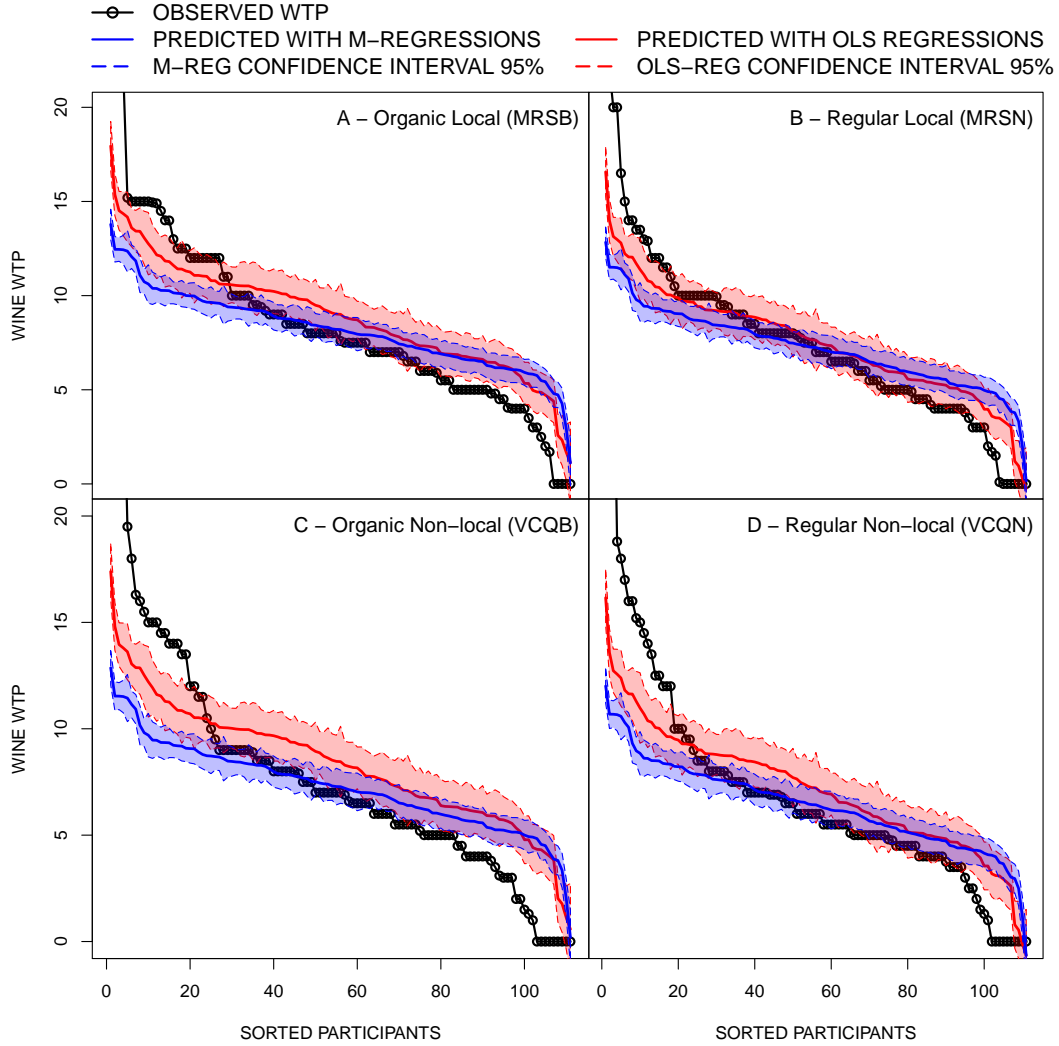 OBSERVED WTP
PREDICTED WITH M−REGRESSIONS
PREDICTED WITH OLS REGRESSIONS
M−REG CONFIDENCE INTERVAL 95%
OLS−REG CONFIDENCE INTERVAL 95%
A − Organic Local (MRSB)
B − Regular Local (MRSN)
20
15
10
5
0
WINE WTP
C − Organic Non−local (VCQB)
D − Regular Non−local (VCQN)
20
15
10
5
0
WINE WTP
0 20 40 60 80 100
0 20 40 60 80 100
SORTED PARTICIPANTS
SORTED PARTICIPANTS